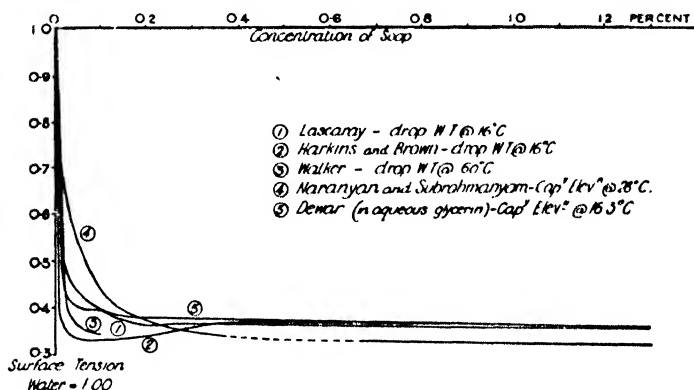 0 0.2 0.4 0.6 0.8 1.0 1.2 PERCENT
Concentration of Soap
1.0
0.9
0.8
0.7
0.6
0.5
0.4
0.3
① Lascaray - drop WT @ 16°C
② Harkins and Brown - drop WT @ 16°C
③ Walker - drop WT @ 60°C
④ Naranyan and Subrahmanyam - Cap^y Elev^n @ 28°C.
⑤ Dewar (in aqueous glycerin) - Cap^y Elev^n @ 16.5°C
④
⑤
③
①
②
Surface Tension
Water = 1.00